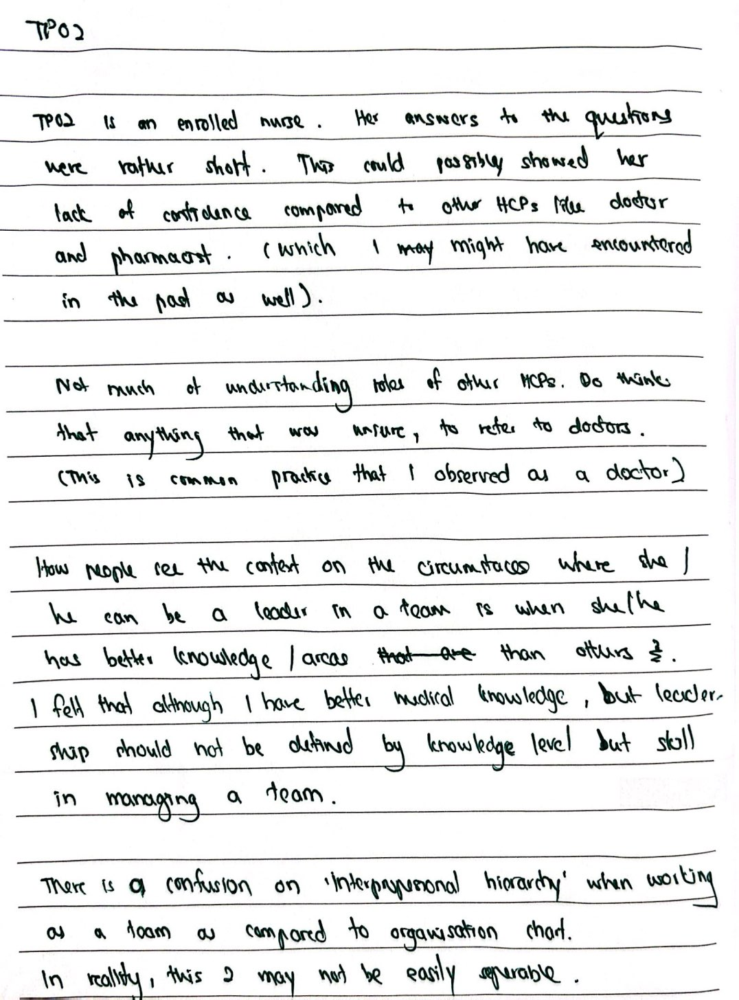 TP02
TP02 is an enrolled nurse. Her answers to the questions
were rather short. This could possibly showed her
lack of confidence compared to other HCPs like doctor
and pharmacist. (which I may might have encountered
in the past as well).
Not much of understanding roles of other HCPs. Do think
that anything that was unsure, to refer to doctors.
(This is common practice that I observed as a doctor)
How people see the context on the circumstaces where she /
he can be a leader in a team is when she/he
has better knowledge / areas that are than others.
I felt that although I have better medical knowledge, but leader-
ship should not be defined by knowledge level but skill
in managing a team.
There is a confusion on 'interprofessional hierarchy' when working
as a team as compared to organisation chart.
In reality, this 2 may not be easily seperable.